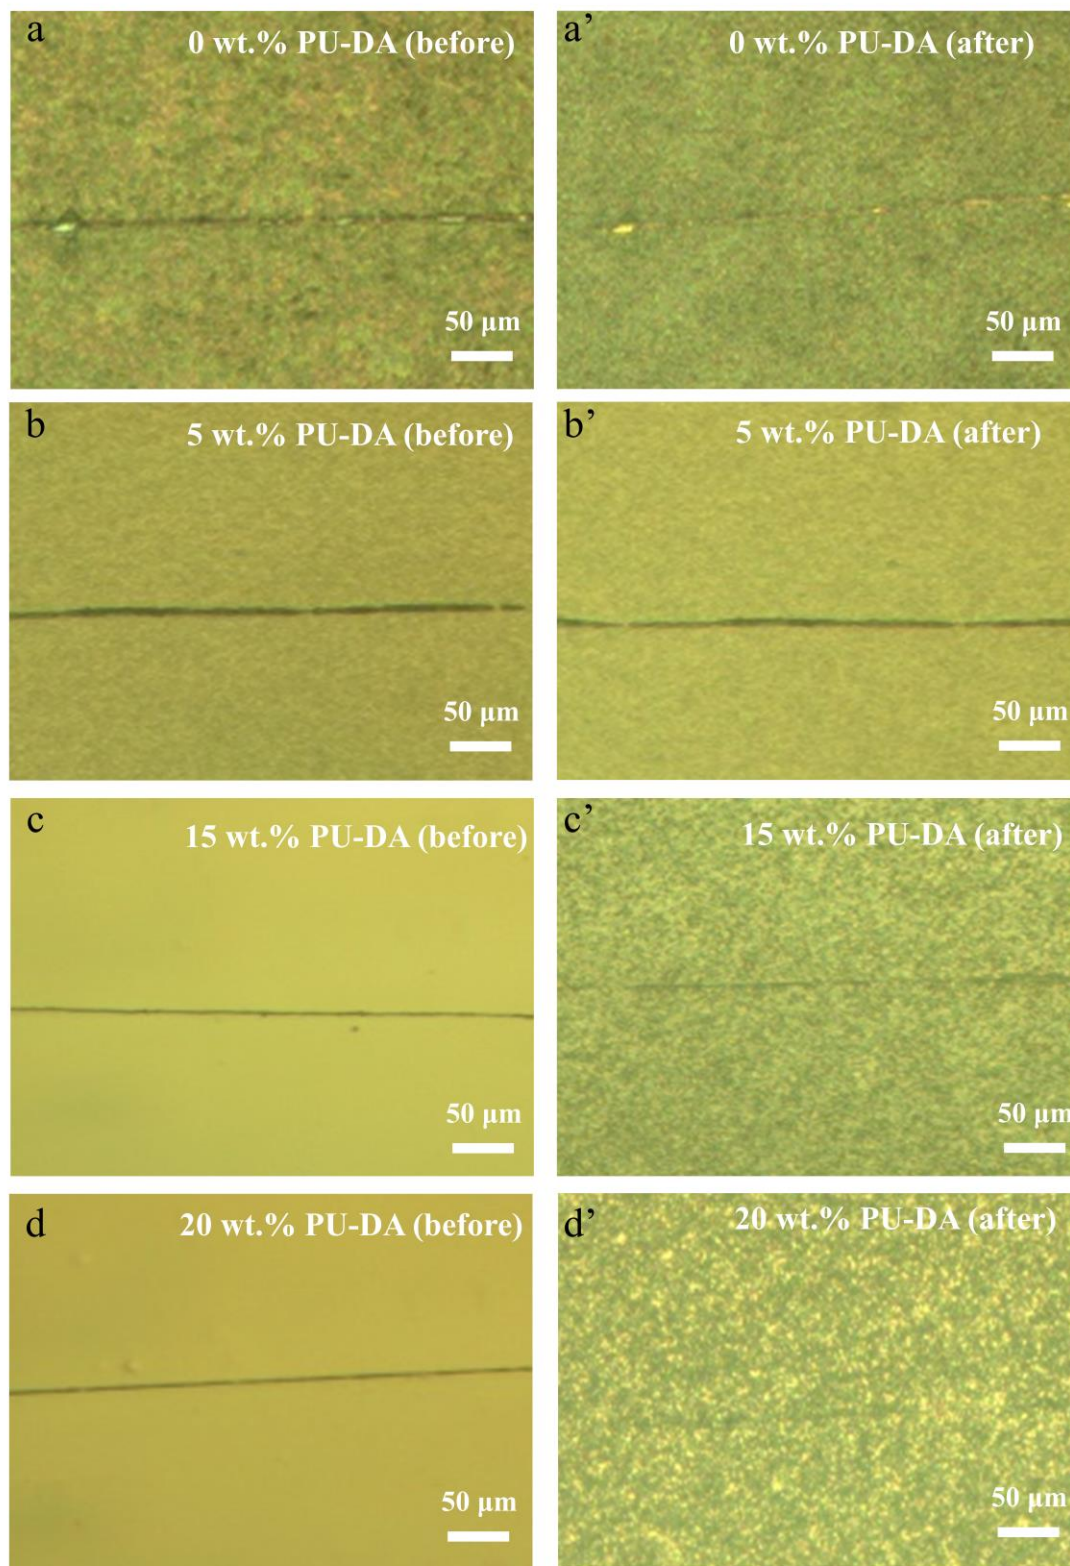 a
0 wt.% PU-DA (before)
50 μm
a’
0 wt.% PU-DA (after)
50 μm
b
5 wt.% PU-DA (before)
50 μm
b’
5 wt.% PU-DA (after)
50 μm
c
15 wt.% PU-DA (before)
50 μm
c’
15 wt.% PU-DA (after)
50 μm
d
20 wt.% PU-DA (before)
50 μm
d’
20 wt.% PU-DA (after)
50 μm